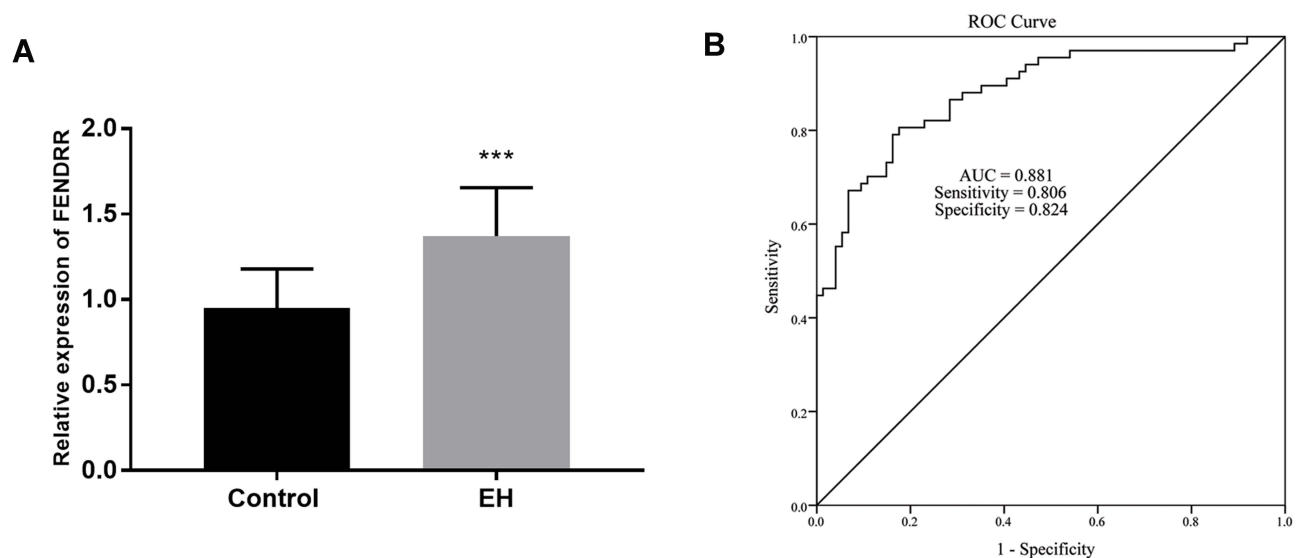 A
Relative expression of FENDRR
2.0
1.5
1.0
0.5
0.0
***
Control
EH
B
ROC Curve
Sensitivity
1.0
0.8
0.6
0.4
0.2
0.0
AUC = 0.881
Sensitivity = 0.806
Specificity = 0.824
0.0
0.2
0.4
0.6
0.8
1.0
1 - Specificity